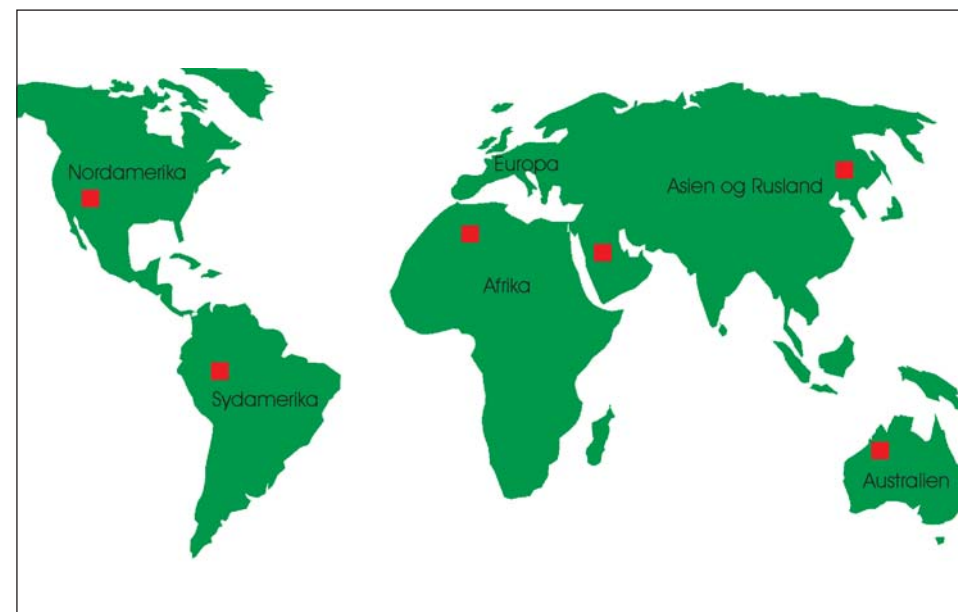 Europa
Nordamerika
Asien og Rusland
Afrika
Sydamerika
Australien